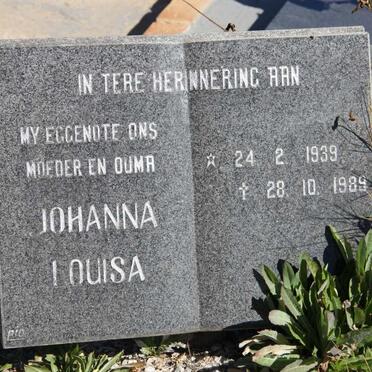 IN TERE HERINNERING AAN
MY EGGENOTE ONS
MOEDER EN OUMA
JOHANNA
LOUISA
☆ 24 2 1939
† 28. 10. 1989